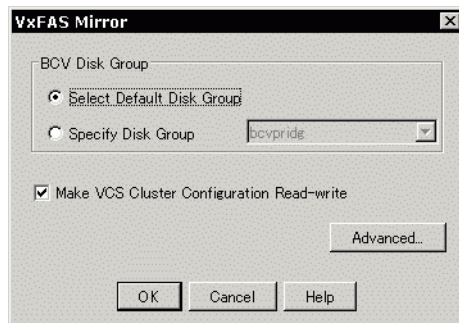 VxFAS Mirror
BCV Disk Group
Select Default Disk Group
Specify Disk Group bcvpridg
Make VCS Cluster Configuration Read-write
Advanced...
OK Cancel Help